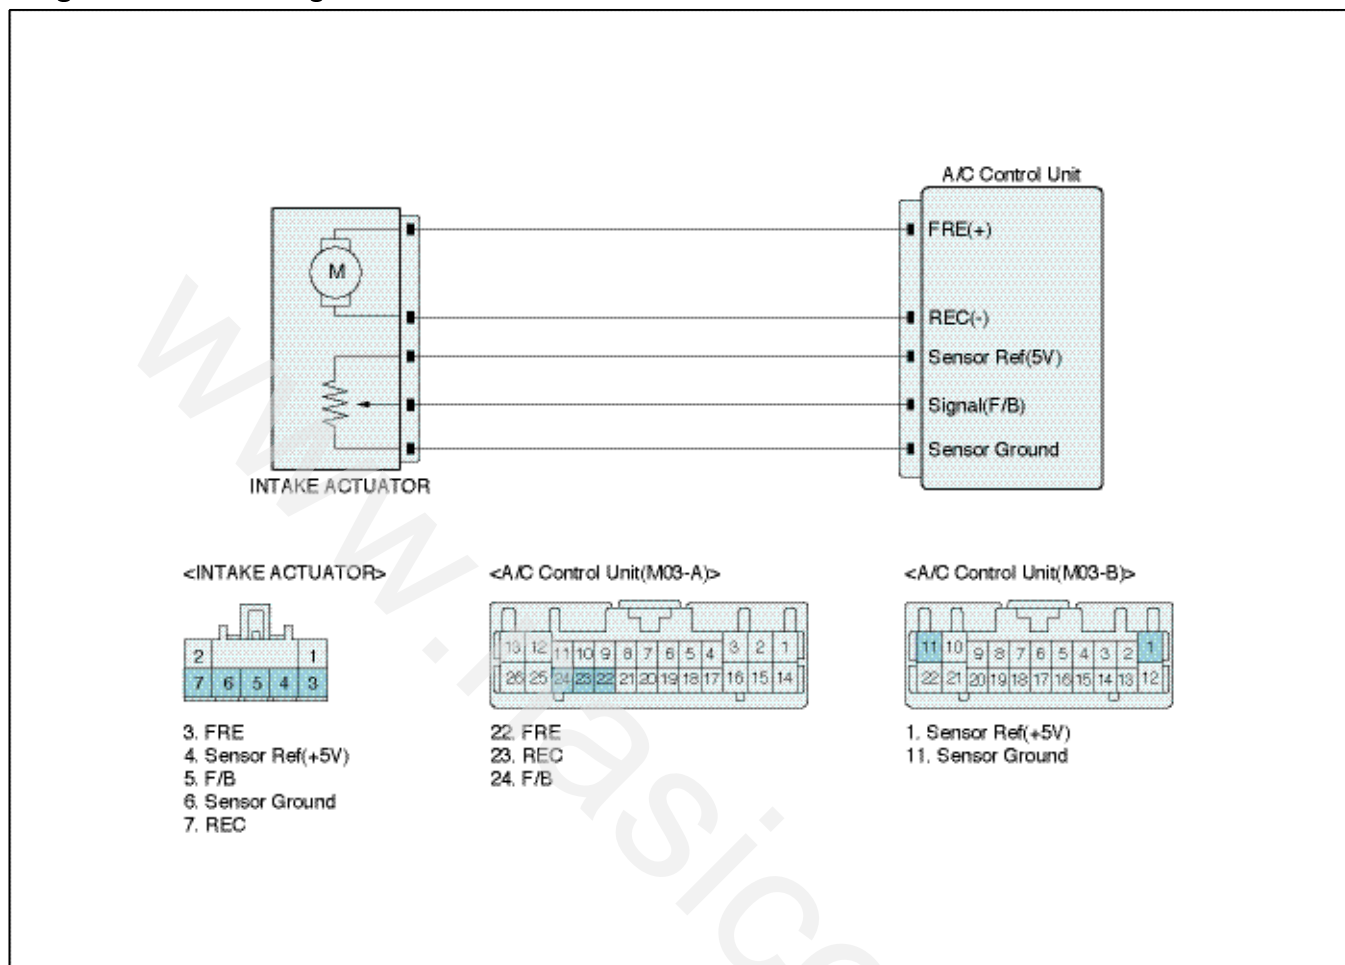 A/C Control Unit
FRE(+)
M
REC(-)
Sensor Ref(5V)
Signal(F/B)
Sensor Ground
INTAKE ACTUATOR
<INTAKE ACTUATOR>
<A/C Control Unit(M03-A)>
<A/C Control Unit(M03-B)>
2 1
7 6 5 4 3
13 12 11 10 9 8 7 6 5 4 3 2 1
26 25 24 23 22 21 20 19 18 17 16 15 14
11 10 9 8 7 6 5 4 3 2 1
22 21 20 19 18 17 16 15 14 13 12
3. FRE
4. Sensor Ref(+5V)
5. F/B
6. Sensor Ground
7. REC
22. FRE
23. REC
24. F/B
1. Sensor Ref(+5V)
11. Sensor Ground